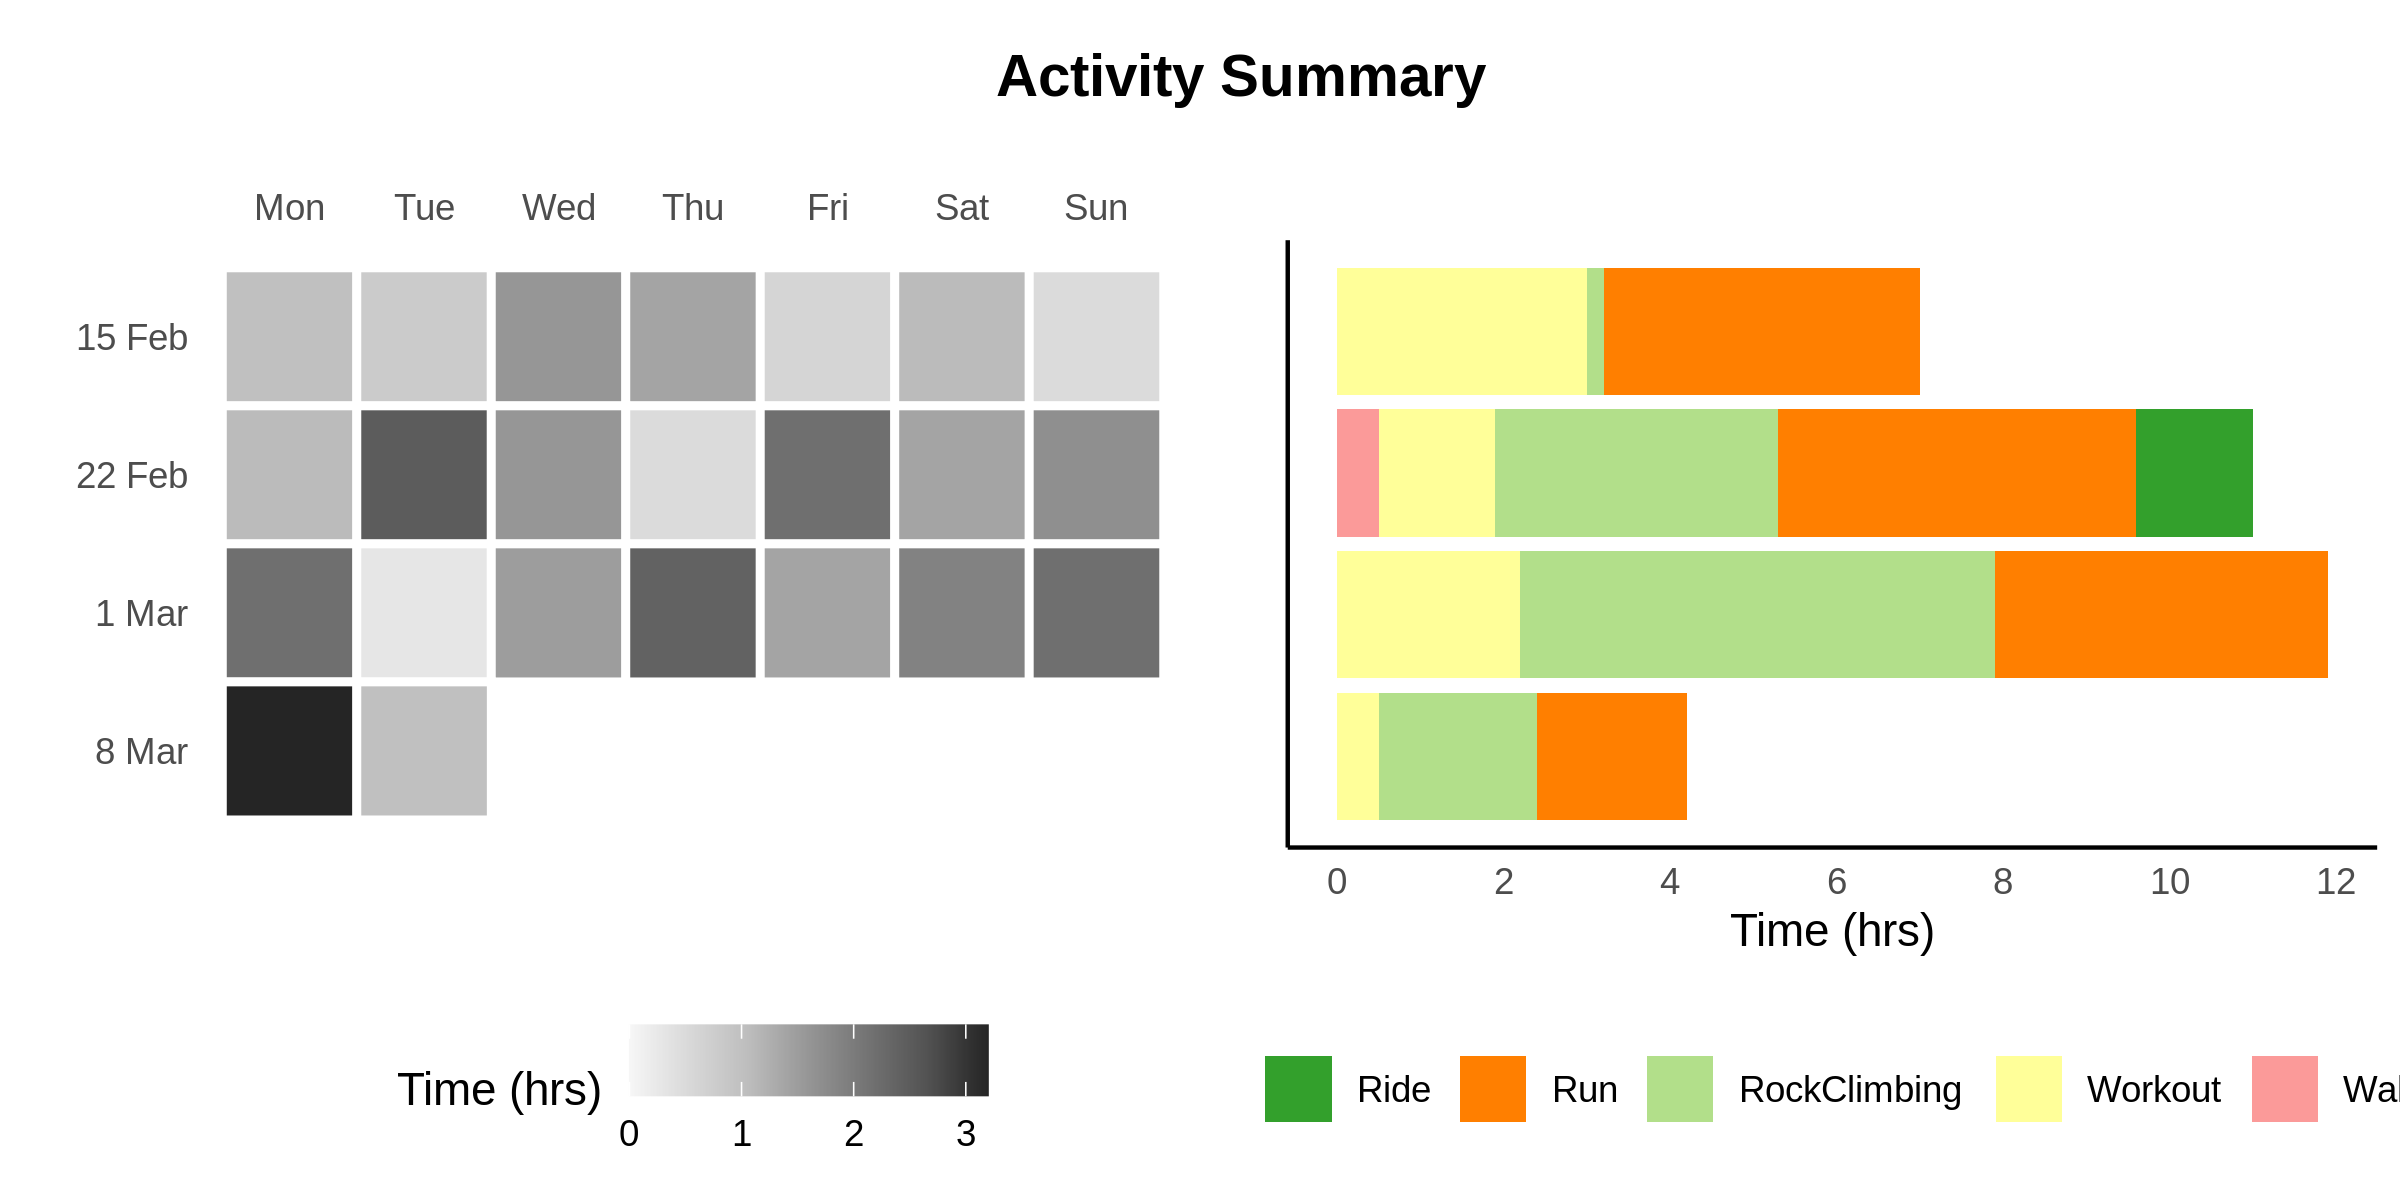 Activity Summary
Mon Tue Wed Thu Fri Sat Sun
15 Feb
22 Feb
1 Mar
8 Mar
0 2 4 6 8 10 12
Time (hrs)
Time (hrs)
0 1 2 3
Ride Run RockClimbing Workout